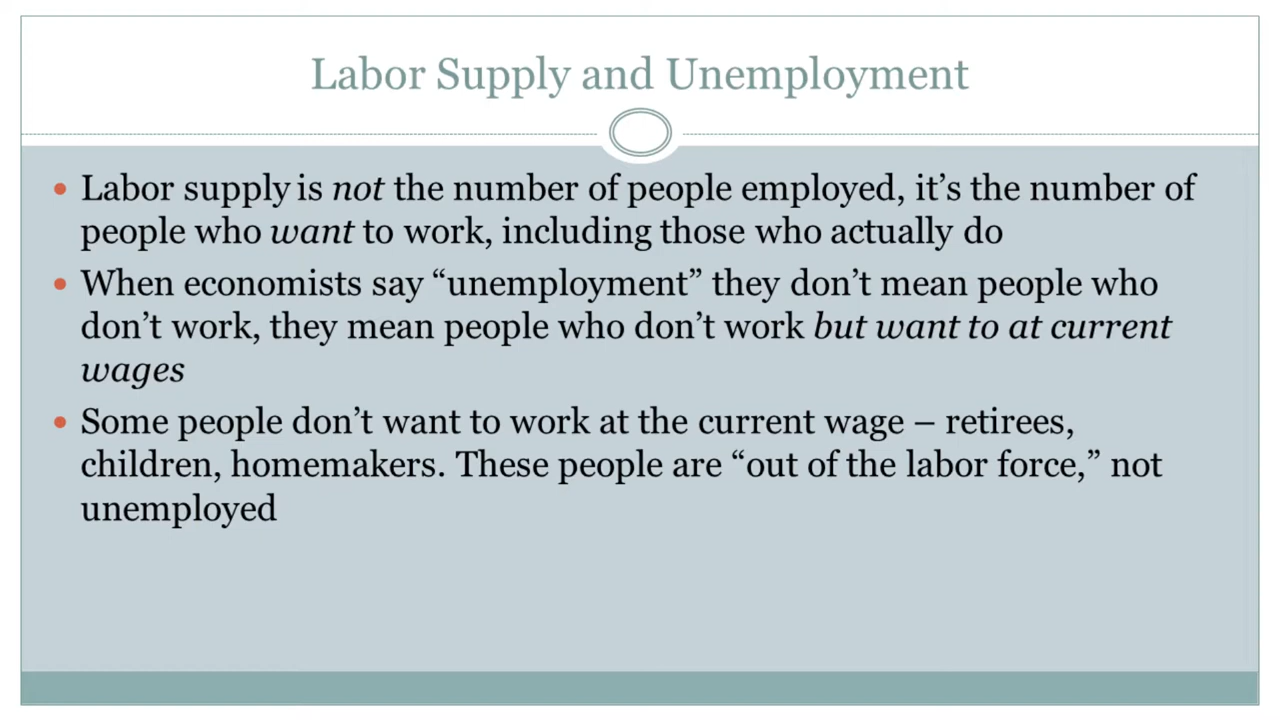 Labor Supply and Unemployment
• Labor supply is not the number of people employed, it’s the number of
people who want to work, including those who actually do
• When economists say “unemployment” they don’t mean people who
don’t work, they mean people who don’t work but want to at current
wages
• Some people don’t want to work at the current wage – retirees,
children, homemakers. These people are “out of the labor force,” not
unemployed